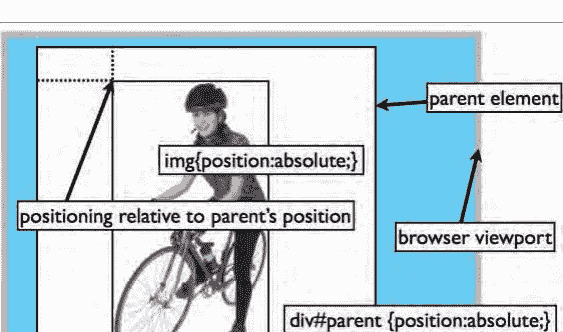 parent element
img{position:absolute;}
positioning relative to parent's position
browser viewport
div#parent {position:absolute;}